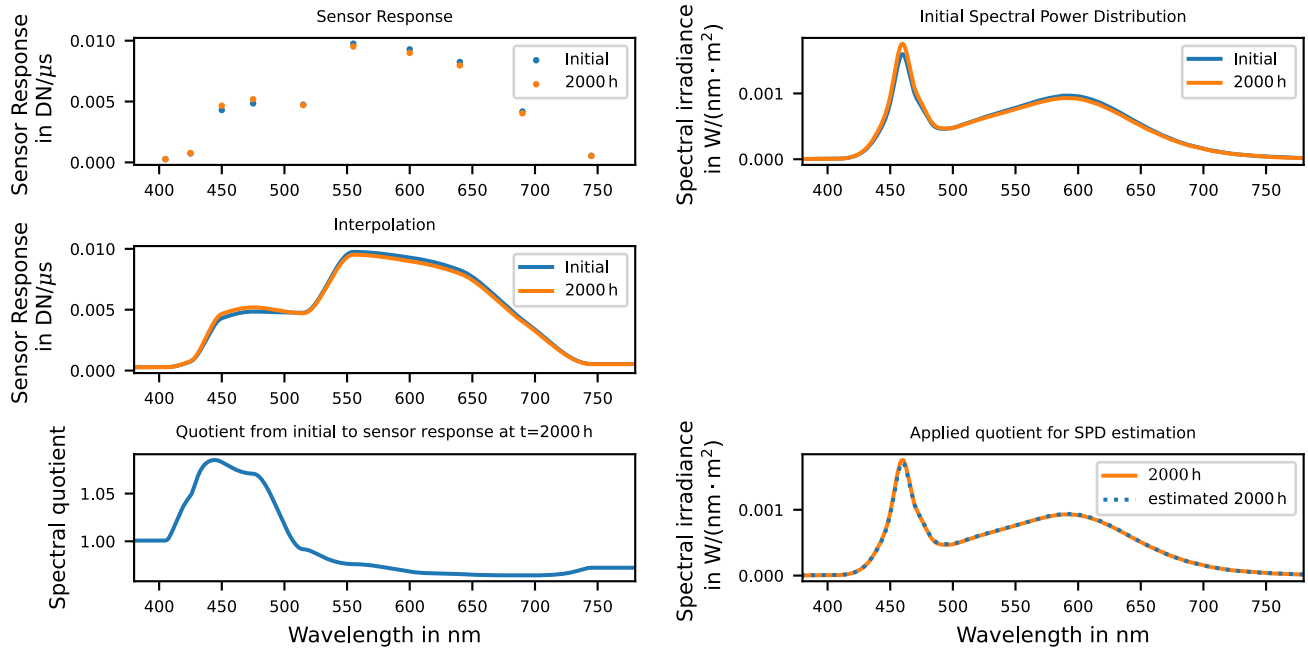 Sensor Response
Sensor Response
in DN/μs
0.010
0.005
0.000
Initial
2000 h
400 450 500 550 600 650 700 750
Initial Spectral Power Distribution
Spectral irradiance
in W/(nm · m²)
0.001
0.000
Initial
2000 h
400 450 500 550 600 650 700 750
Interpolation
Sensor Response
in DN/μs
0.010
0.005
0.000
Initial
2000 h
400 450 500 550 600 650 700 750
Quotient from initial to sensor response at t=2000 h
Spectral quotient
1.05
1.00
400 450 500 550 600 650 700 750
Wavelength in nm
Applied quotient for SPD estimation
Spectral irradiance
in W/(nm · m²)
0.001
0.000
2000 h
estimated 2000 h
400 450 500 550 600 650 700 750
Wavelength in nm